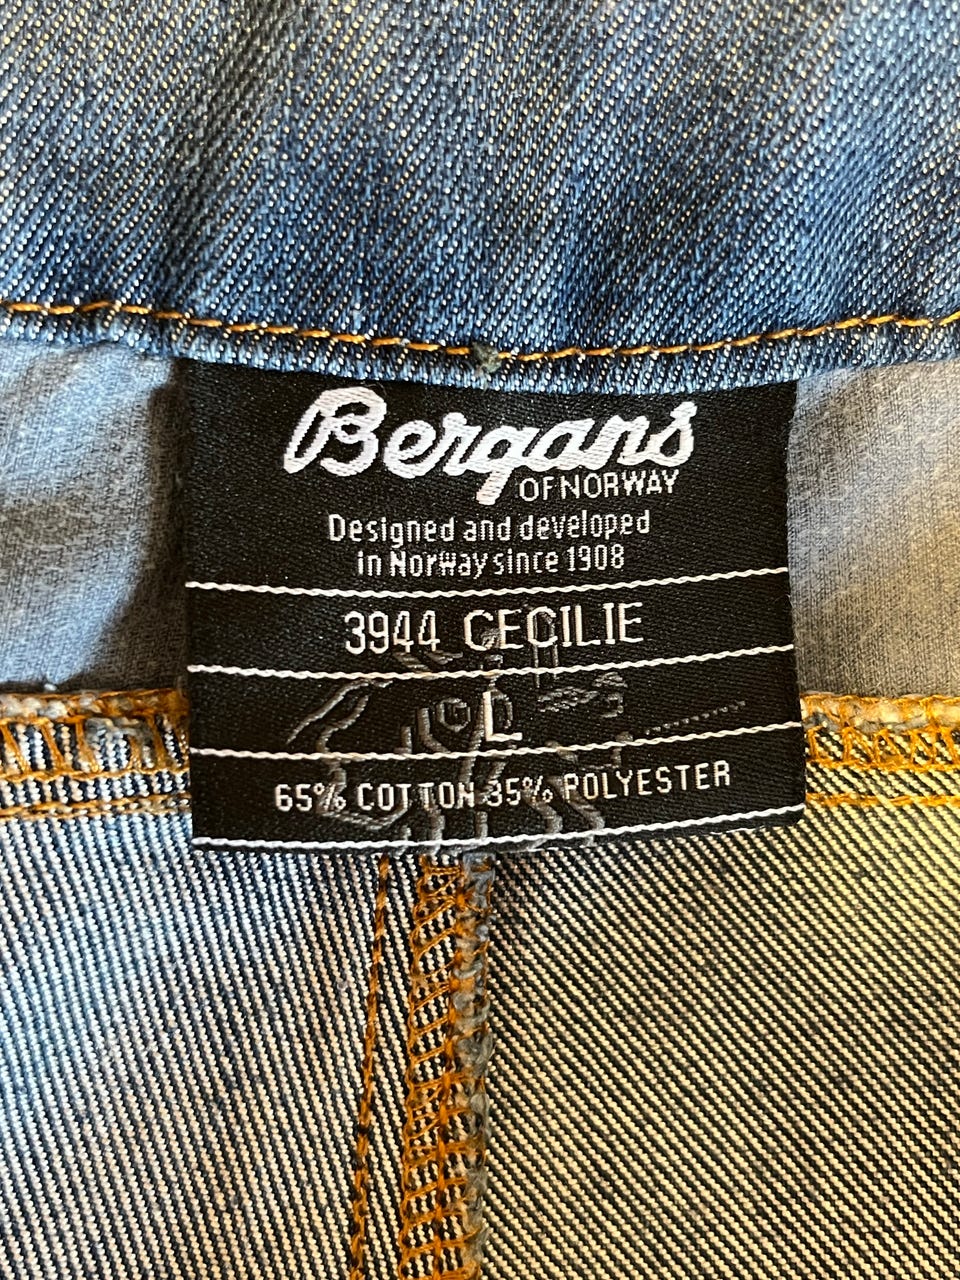 Bergans
OF NORWAY
Designed and developed
in Norway since 1908
3944 CECILIE
L
65% COTTON 35% POLYESTER